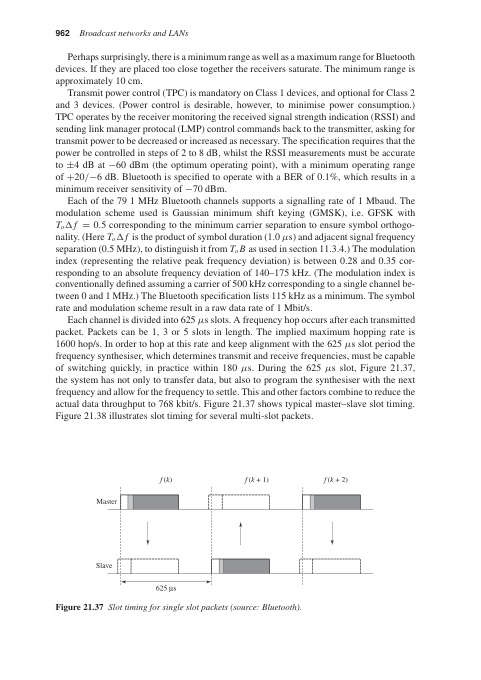 962 Broadcast networks and LANs
Perhaps surprisingly, there is a minimum range as well as a maximum range for Bluetooth
devices. If they are placed too close together the receivers saturate. The minimum range is
approximately 10 cm.
Transmit power control (TPC) is mandatory on Class 1 devices, and optional for Class 2
and 3 devices. (Power control is desirable, however, to minimise power consumption.)
TPC operates by the receiver monitoring the received signal strength indication (RSSI) and
sending link manager protocal (LMP) control commands back to the transmitter, asking for
transmit power to be decreased or increased as necessary. The specification requires that the
power be controlled in steps of 2 to 8 dB, whilst the RSSI measurements must be accurate
to ±4 dB at −60 dBm (the optimum operating point), with a minimum operating range
of +20/−6 dB. Bluetooth is specified to operate with a BER of 0.1%, which results in a
minimum receiver sensitivity of −70 dBm.
Each of the 79 1 MHz Bluetooth channels supports a signalling rate of 1 Mbaud. The
modulation scheme used is Gaussian minimum shift keying (GMSK), i.e. GFSK with
ToΔf = 0.5 corresponding to the minimum carrier separation to ensure symbol orthogo-
nality. (Here ToΔf is the product of symbol duration (1.0 μs) and adjacent signal frequency
separation (0.5 MHz), to distinguish it from ToB as used in section 11.3.4.) The modulation
index (representing the relative peak frequency deviation) is between 0.28 and 0.35 cor-
responding to an absolute frequency deviation of 140–175 kHz. (The modulation index is
conventionally defined assuming a carrier of 500 kHz corresponding to a single channel be-
tween 0 and 1 MHz.) The Bluetooth specification lists 115 kHz as a minimum. The symbol
rate and modulation scheme result in a raw data rate of 1 Mbit/s.
Each channel is divided into 625 μs slots. A frequency hop occurs after each transmitted
packet. Packets can be 1, 3 or 5 slots in length. The implied maximum hopping rate is
1600 hop/s. In order to hop at this rate and keep alignment with the 625 μs slot period the
frequency synthesiser, which determines transmit and receive frequencies, must be capable
of switching quickly, in practice within 180 μs. During the 625 μs slot, Figure 21.37,
the system has not only to transfer data, but also to program the synthesiser with the next
frequency and allow for the frequency to settle. This and other factors combine to reduce the
actual data throughput to 768 kbit/s. Figure 21.37 shows typical master–slave slot timing.
Figure 21.38 illustrates slot timing for several multi-slot packets.
f(k) f(k + 1) f(k + 2)
Master
Slave
625 μs
Figure 21.37 Slot timing for single slot packets (source: Bluetooth).